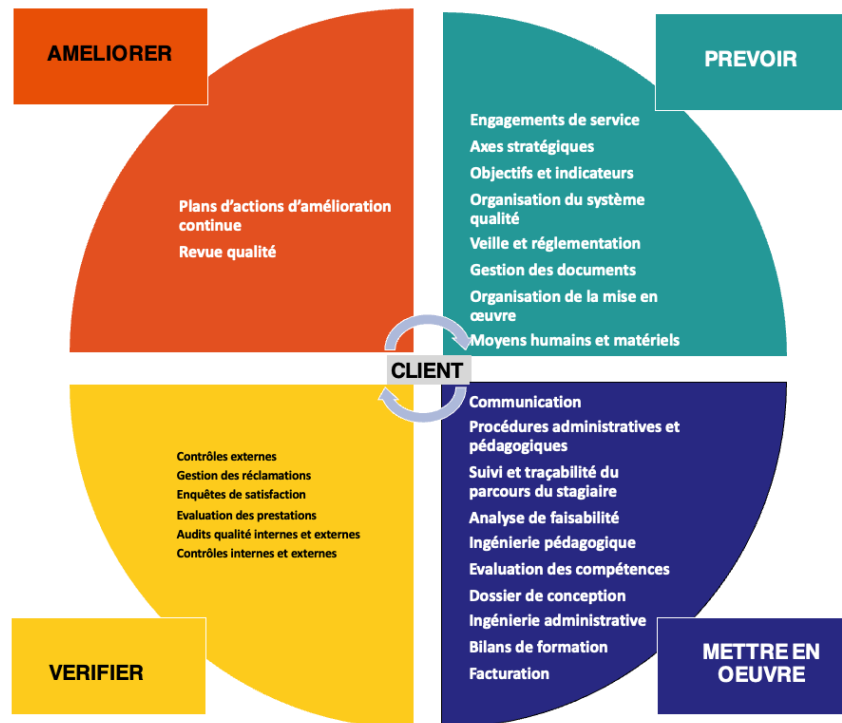 AMELIORER
Plans d’actions d’amélioration
continue
Revue qualité
PREVOIR
Engagements de service
Axes stratégiques
Objectifs et indicateurs
Organisation du système
qualité
Veille et réglementation
Gestion des documents
Organisation de la mise en
œuvre
Moyens humains et matériels
CLIENT
Contrôles externes
Gestion des réclamations
Enquêtes de satisfaction
Evaluation des prestations
Audits qualité internes et externes
Contrôles internes et externes
VERIFIER
Communication
Procédures administratives et
pédagogiques
Suivi et traçabilité du
parcours du stagiaire
Analyse de faisabilité
Ingénierie pédagogique
Evaluation des compétences
Dossier de conception
Ingénierie administrative
Bilans de formation
Facturation
METTRE EN
OEUVRE